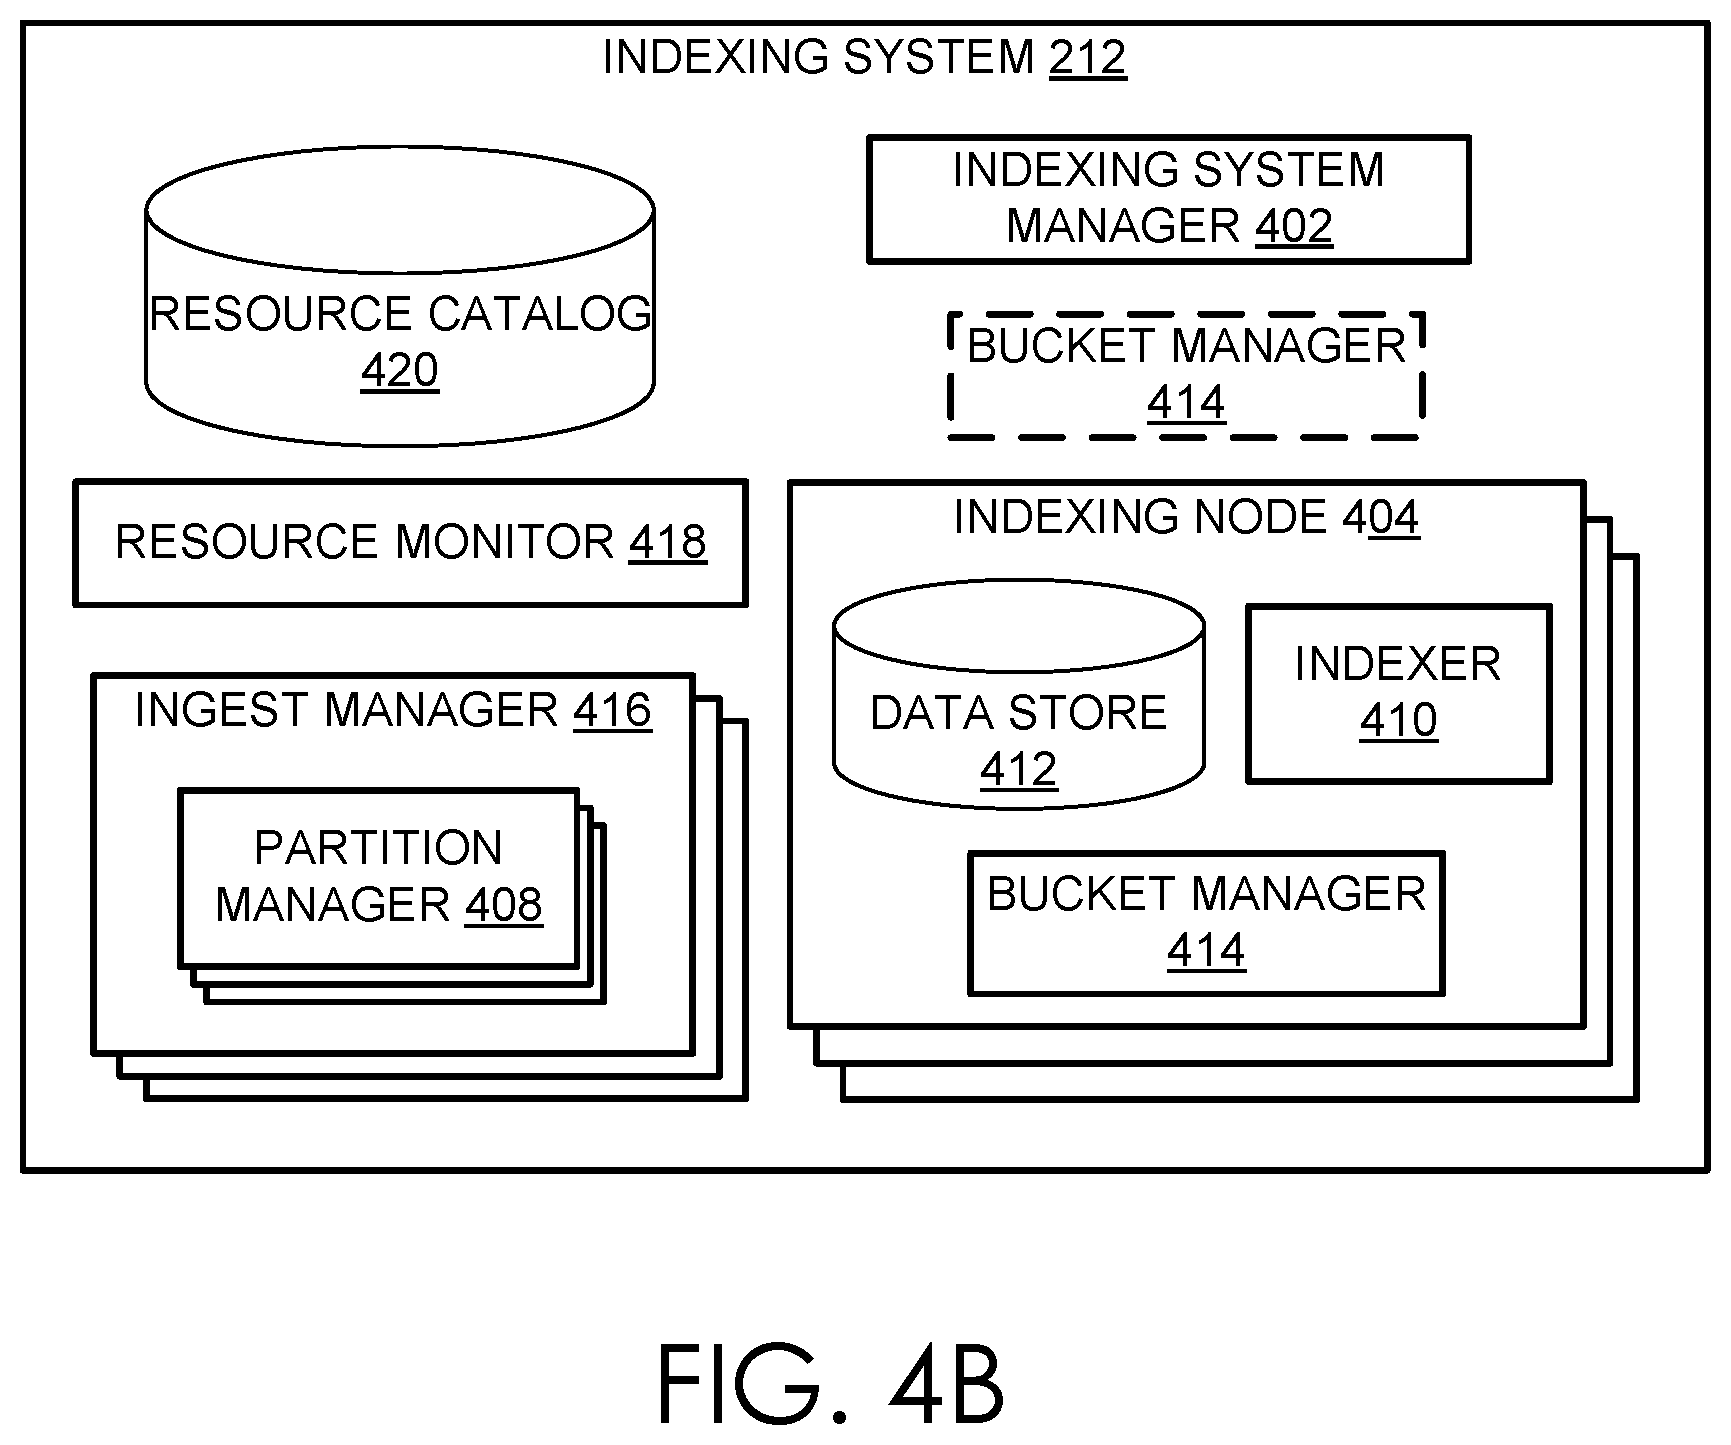 INDEXING SYSTEM 212
RESOURCE CATALOG
420
INDEXING SYSTEM
MANAGER 402
BUCKET MANAGER
414
RESOURCE MONITOR 418
INGEST MANAGER 416
PARTITION
MANAGER 408
INDEXING NODE 404
DATA STORE
412
INDEXER
410
BUCKET MANAGER
414
FIG. 4B